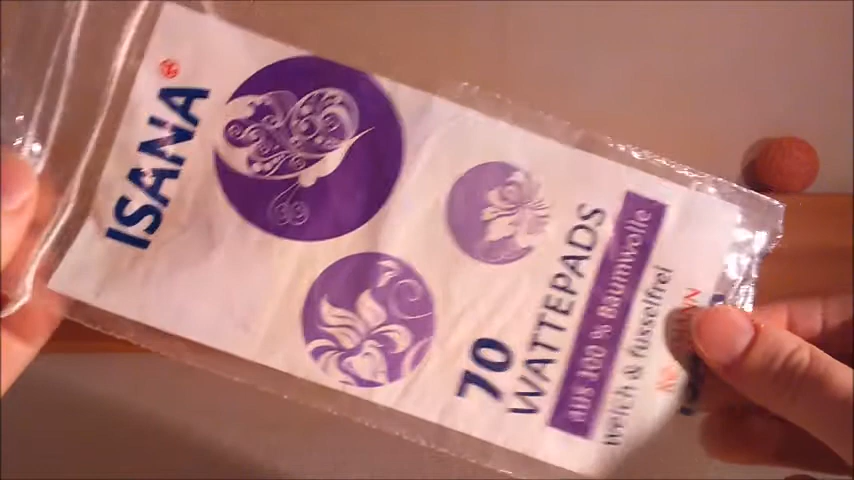 ISANA
70
WATTEPADS
aus 100 % Baumwolle
weich & fusselfrei